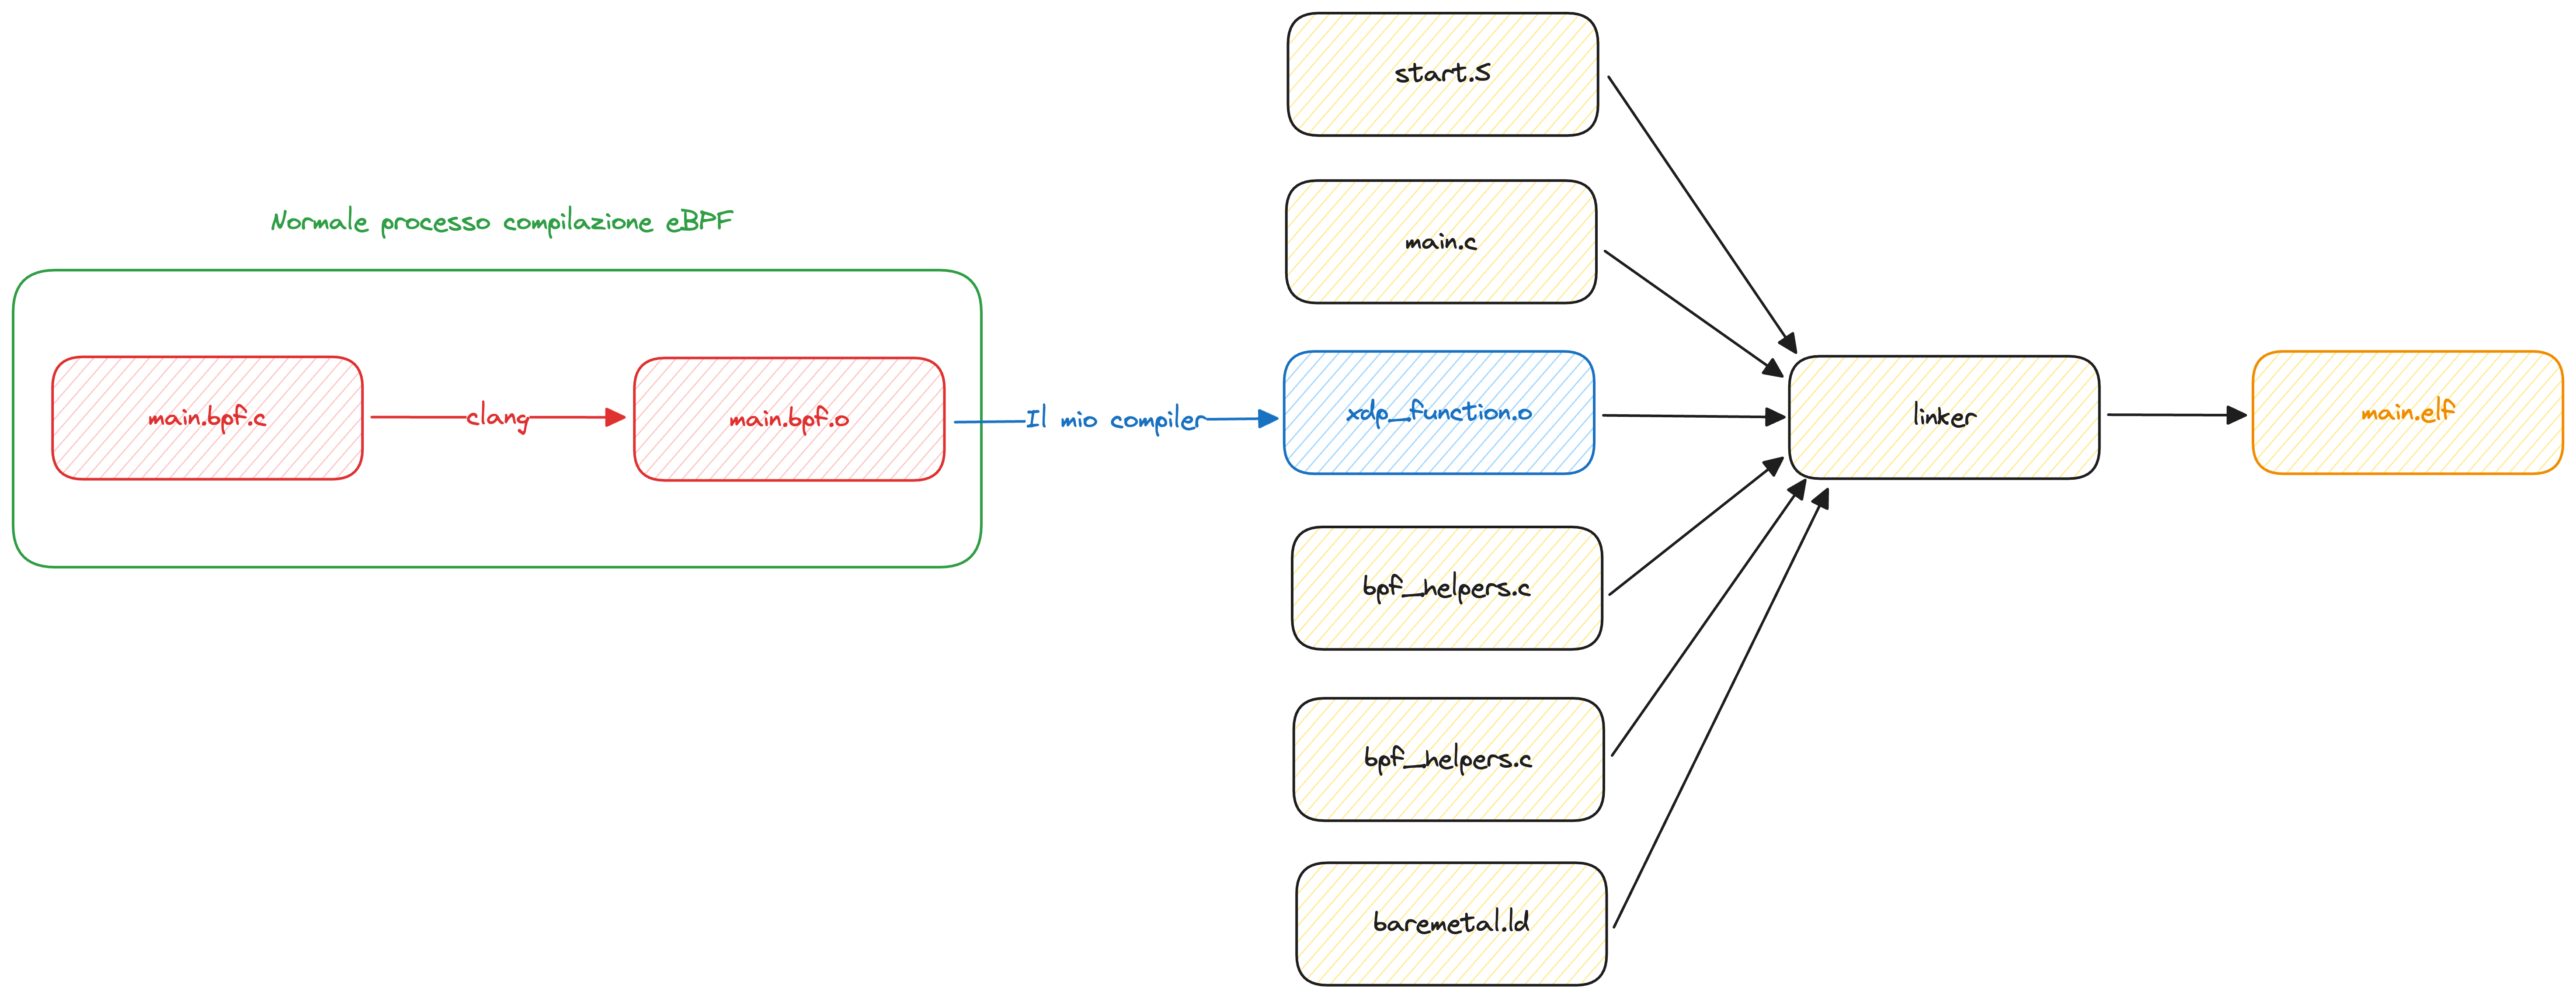 start.S
main.c
Normale processo compilazione eBPF
main.bpf.c
clang
main.bpf.o
Il mio compiler
xdp_function.o
linker
main.elf
bpf_helpers.c
bpf_helpers.c
baremetal.ld